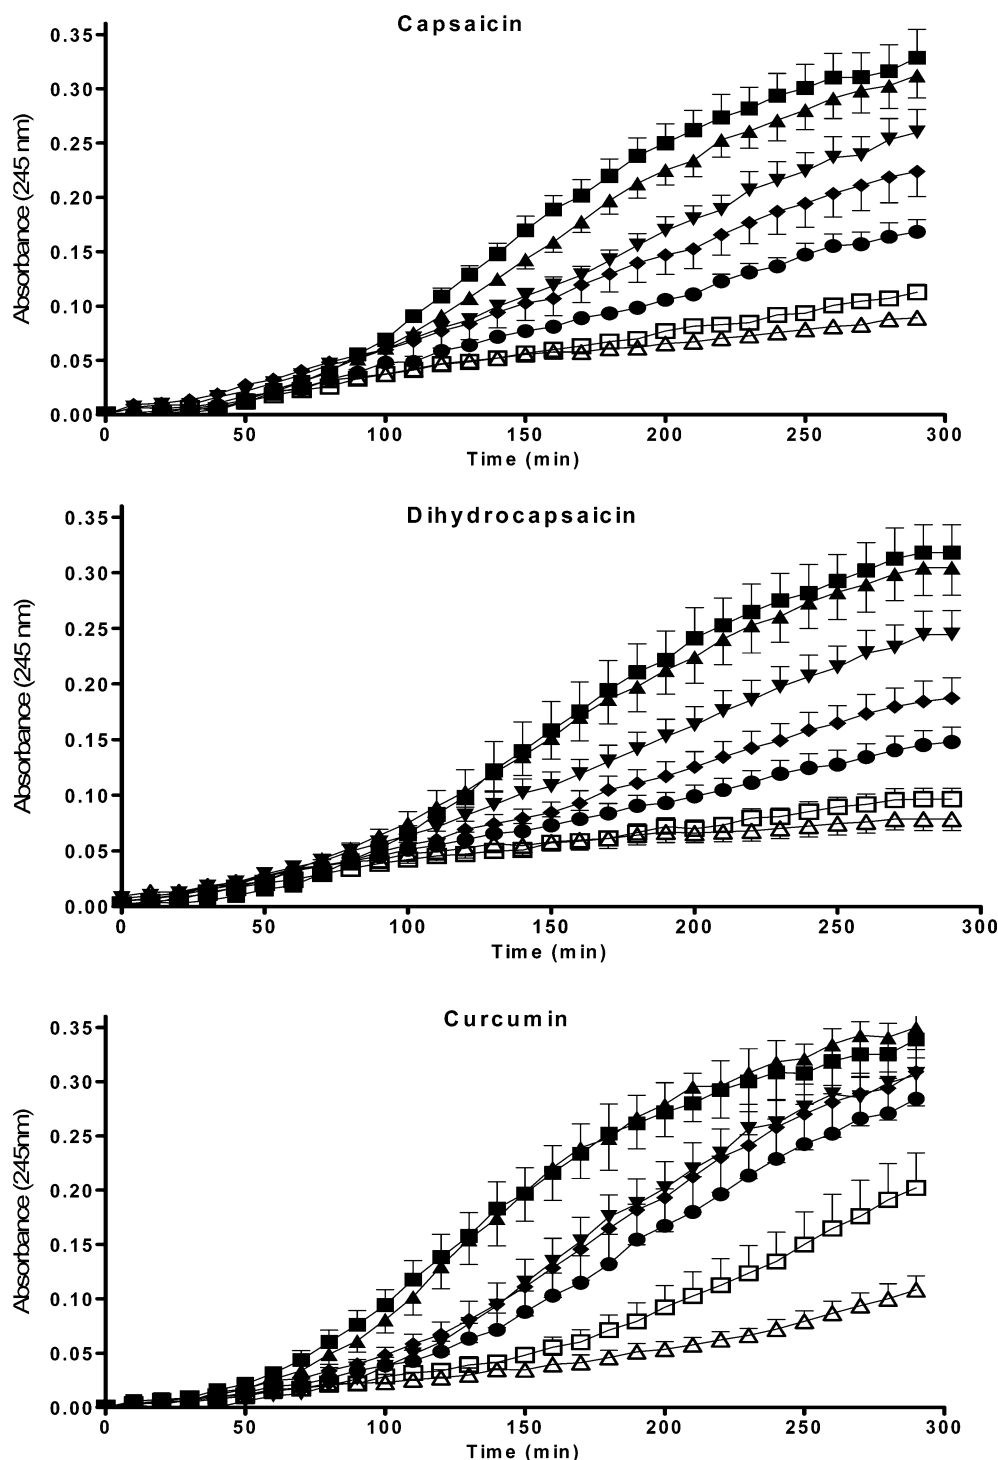 Capsaicin
0.35
0.30
0.25
0.20
0.15
0.10
0.05
0.00
Absorbance (245 nm)
0 50 100 150 200 250 300
Time (min)
Dihydrocapsaicin
0.35
0.30
0.25
0.20
0.15
0.10
0.05
0.00
Absorbance (245 nm)
0 50 100 150 200 250 300
Time (min)
Curcumin
0.35
0.30
0.25
0.20
0.15
0.10
0.05
0.00
Absorbance (245nm)
0 50 100 150 200 250 300
Time (min)